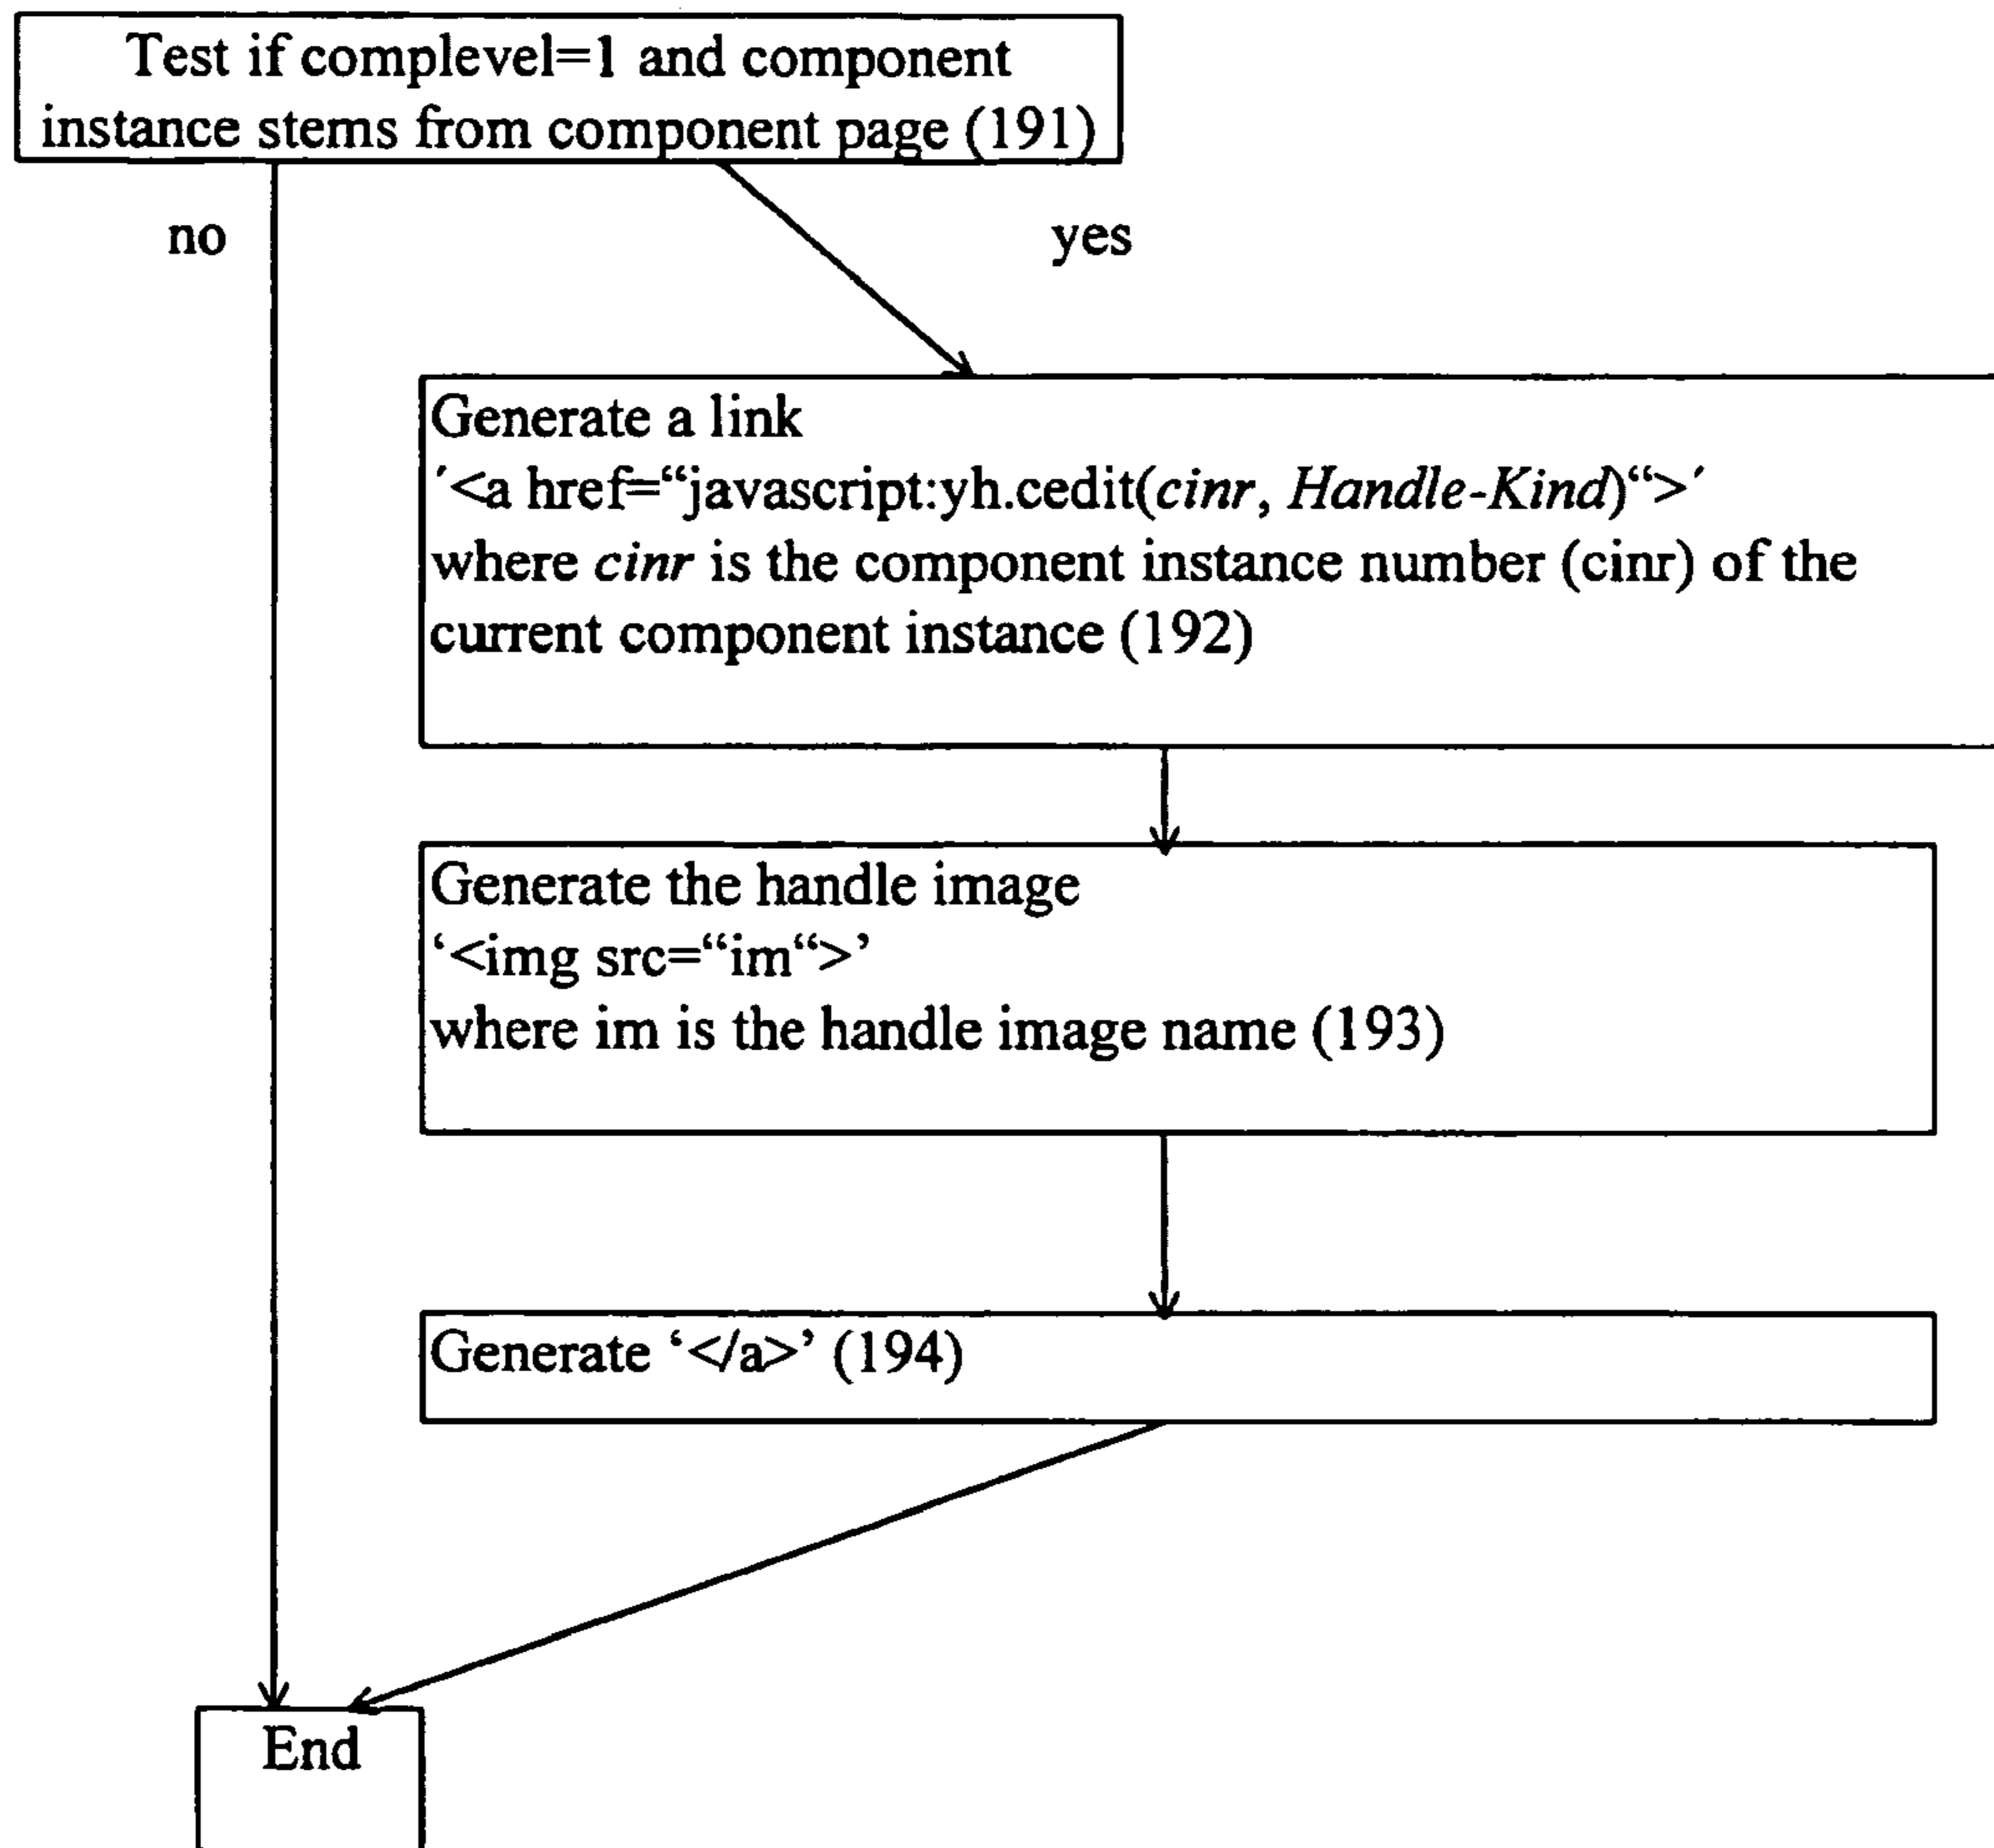 Test if complevel=1 and component
instance stems from component page (191)
no
yes
Generate a link
´<a href=“javascript:yh.cedit(cinr, Handle-Kind)“>´
where cinr is the component instance number (cinr) of the
current component instance (192)
Generate the handle image
‘<img src=“im“>’
where im is the handle image name (193)
Generate ‘</a>’ (194)
End